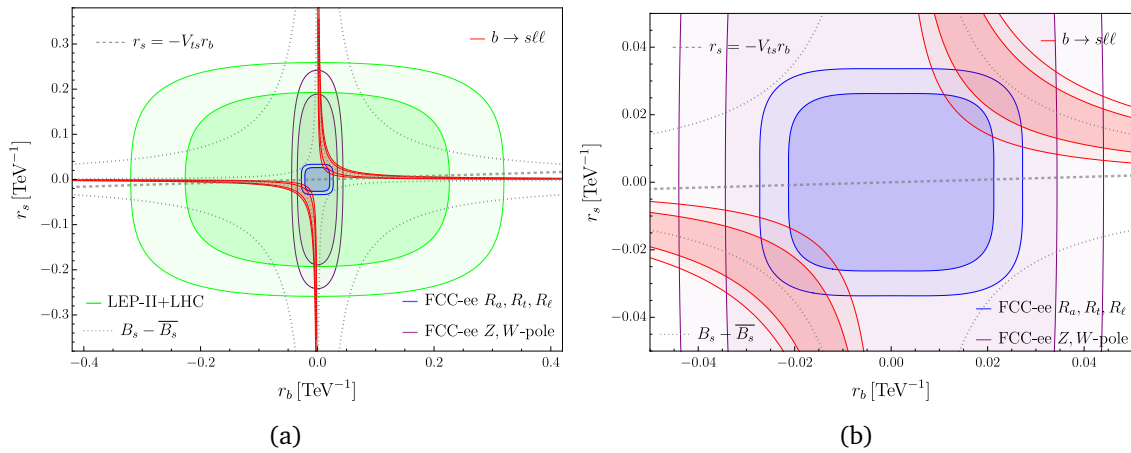 r_s = −V_{ts}r_b
b → sℓℓ
LEP-II+LHC
B_s − \overline{B_s}
FCC-ee R_a, R_t, R_ℓ
FCC-ee Z, W-pole
r_s [TeV⁻¹]
0.3
0.2
0.1
0.0
−0.1
−0.2
−0.3
−0.4
−0.2
0.0
0.2
0.4
r_b [TeV⁻¹]
(a)
r_s = −V_{ts}r_b
b → sℓℓ
B_s − \overline{B_s}
FCC-ee R_a, R_t, R_ℓ
FCC-ee Z, W-pole
r_s [TeV⁻¹]
0.04
0.02
0.00
−0.02
−0.04
−0.04
−0.02
0.00
0.02
0.04
r_b [TeV⁻¹]
(b)